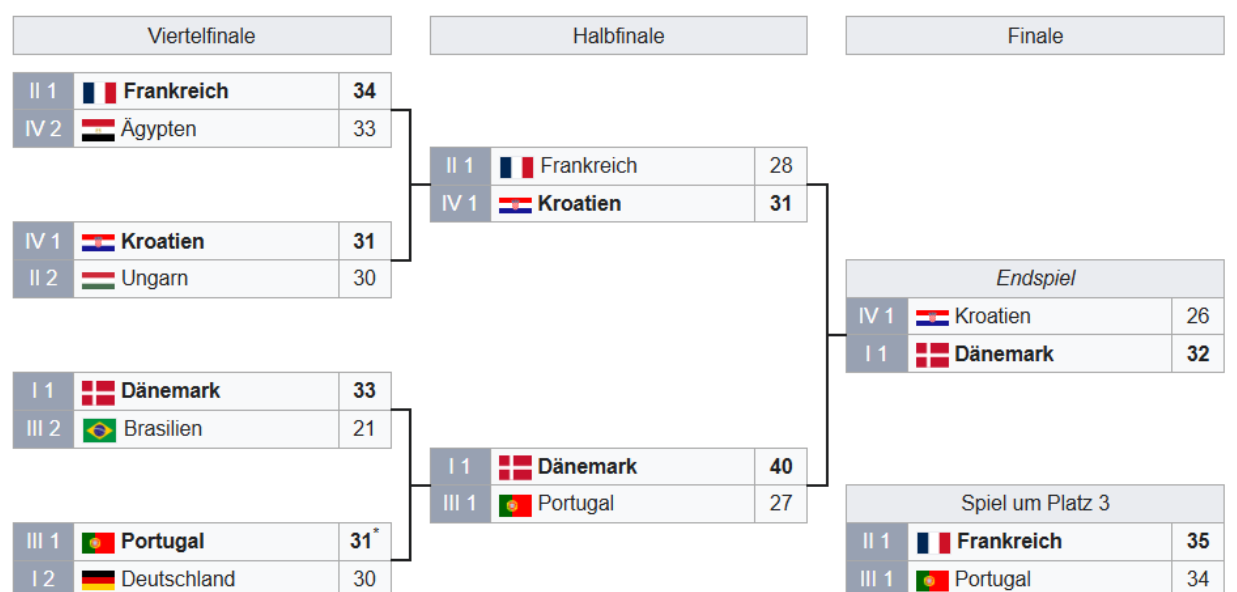 Viertelfinale
Halbfinale
Finale
II 1 Frankreich 34
IV 2 Ägypten 33
II 1 Frankreich 28
IV 1 Kroatien 31
IV 1 Kroatien 31
II 2 Ungarn 30
Endspiel
IV 1 Kroatien 26
I 1 Dänemark 32
I 1 Dänemark 33
III 2 Brasilien 21
I 1 Dänemark 40
III 1 Portugal 27
Spiel um Platz 3
III 1 Portugal 31*
I 2 Deutschland 30
II 1 Frankreich 35
III 1 Portugal 34